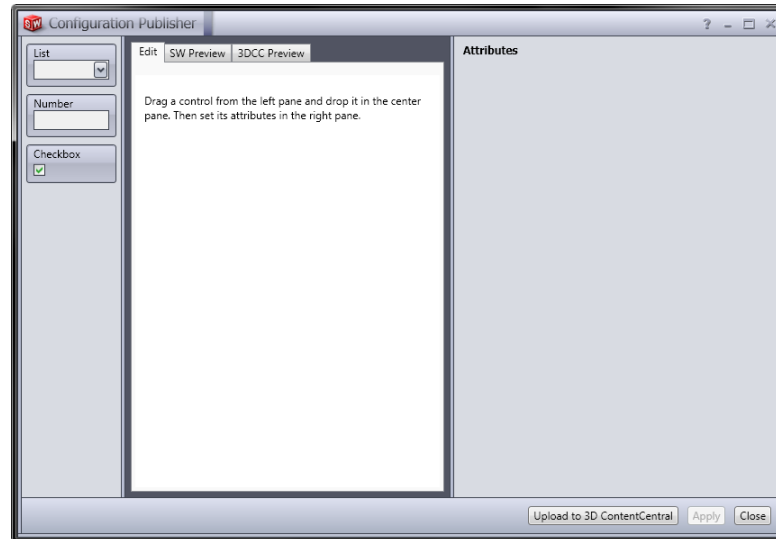 SW Configuration Publisher
List
Number
Checkbox
Edit SW Preview 3DCC Preview
Drag a control from the left pane and drop it in the center
pane. Then set its attributes in the right pane.
Attributes
Upload to 3D ContentCentral Apply Close